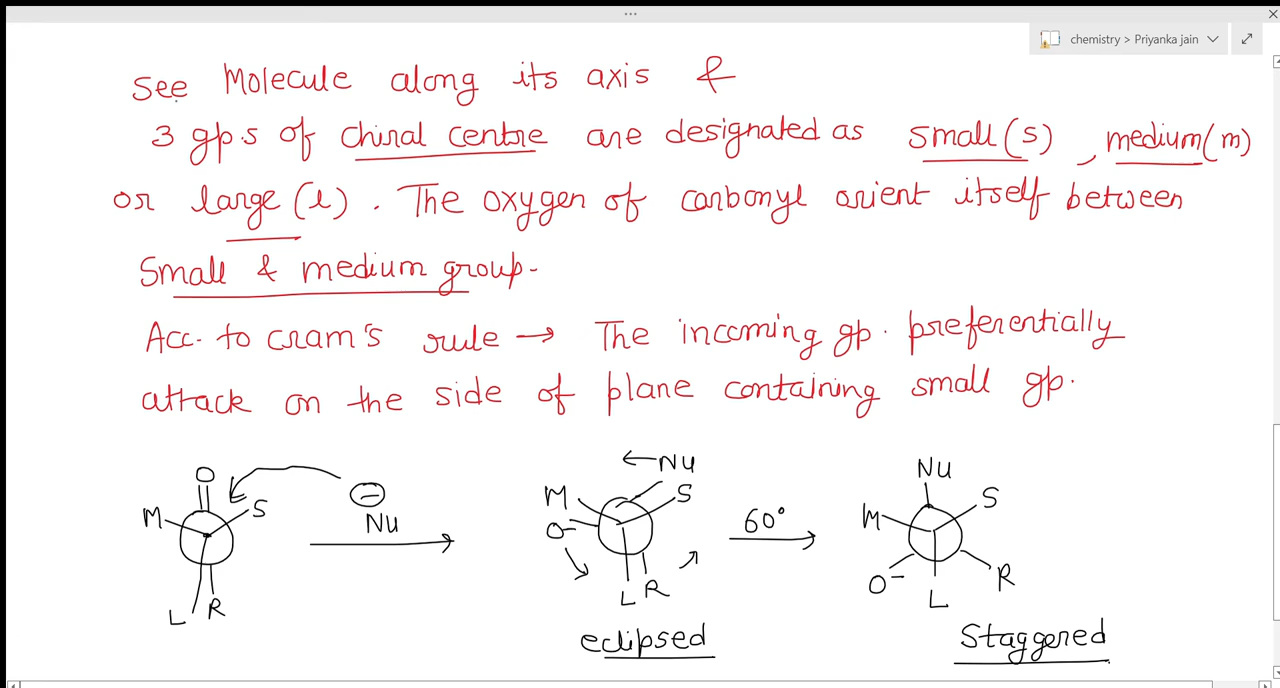 chemistry > Priyanka jain
See Molecule along its axis &
3 gp.s of chiral centre are designated as small(s), medium(m)
or large(l). The oxygen of carbonyl orient itself between
Small & medium group.
Acc. to cram's rule → The incoming gp. preferentially
attack on the side of plane containing small gp.
O
M
S
⊖
Nu
L
R
← Nu
M
S
O-
L
R
eclipsed
60°
Nu
M
S
O-
L
R
Staggered